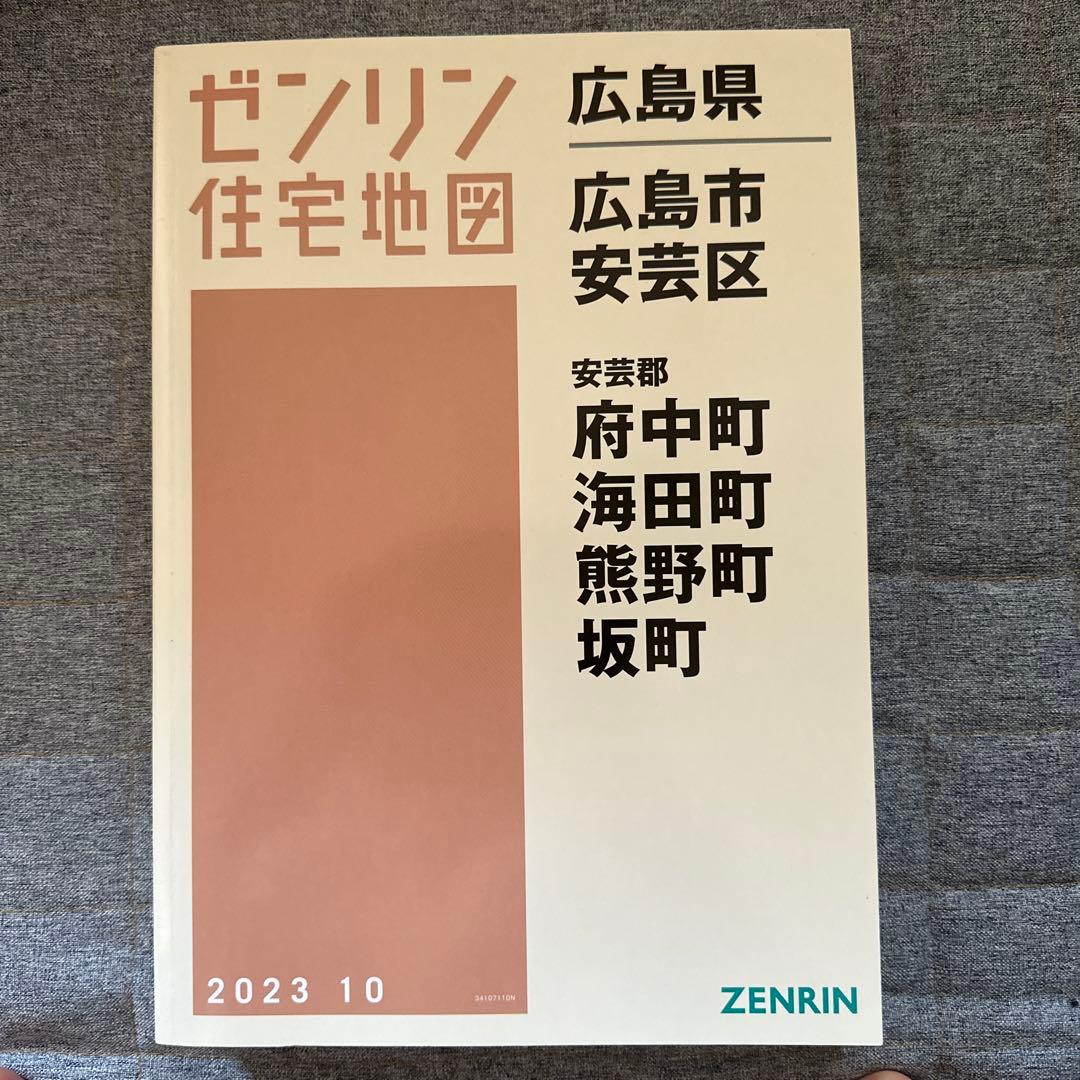 ゼンリン
住宅地図
広島県
広島市
安芸区
安芸郡
府中町
海田町
熊野町
坂町
2023 10
34107110N
ZENRIN